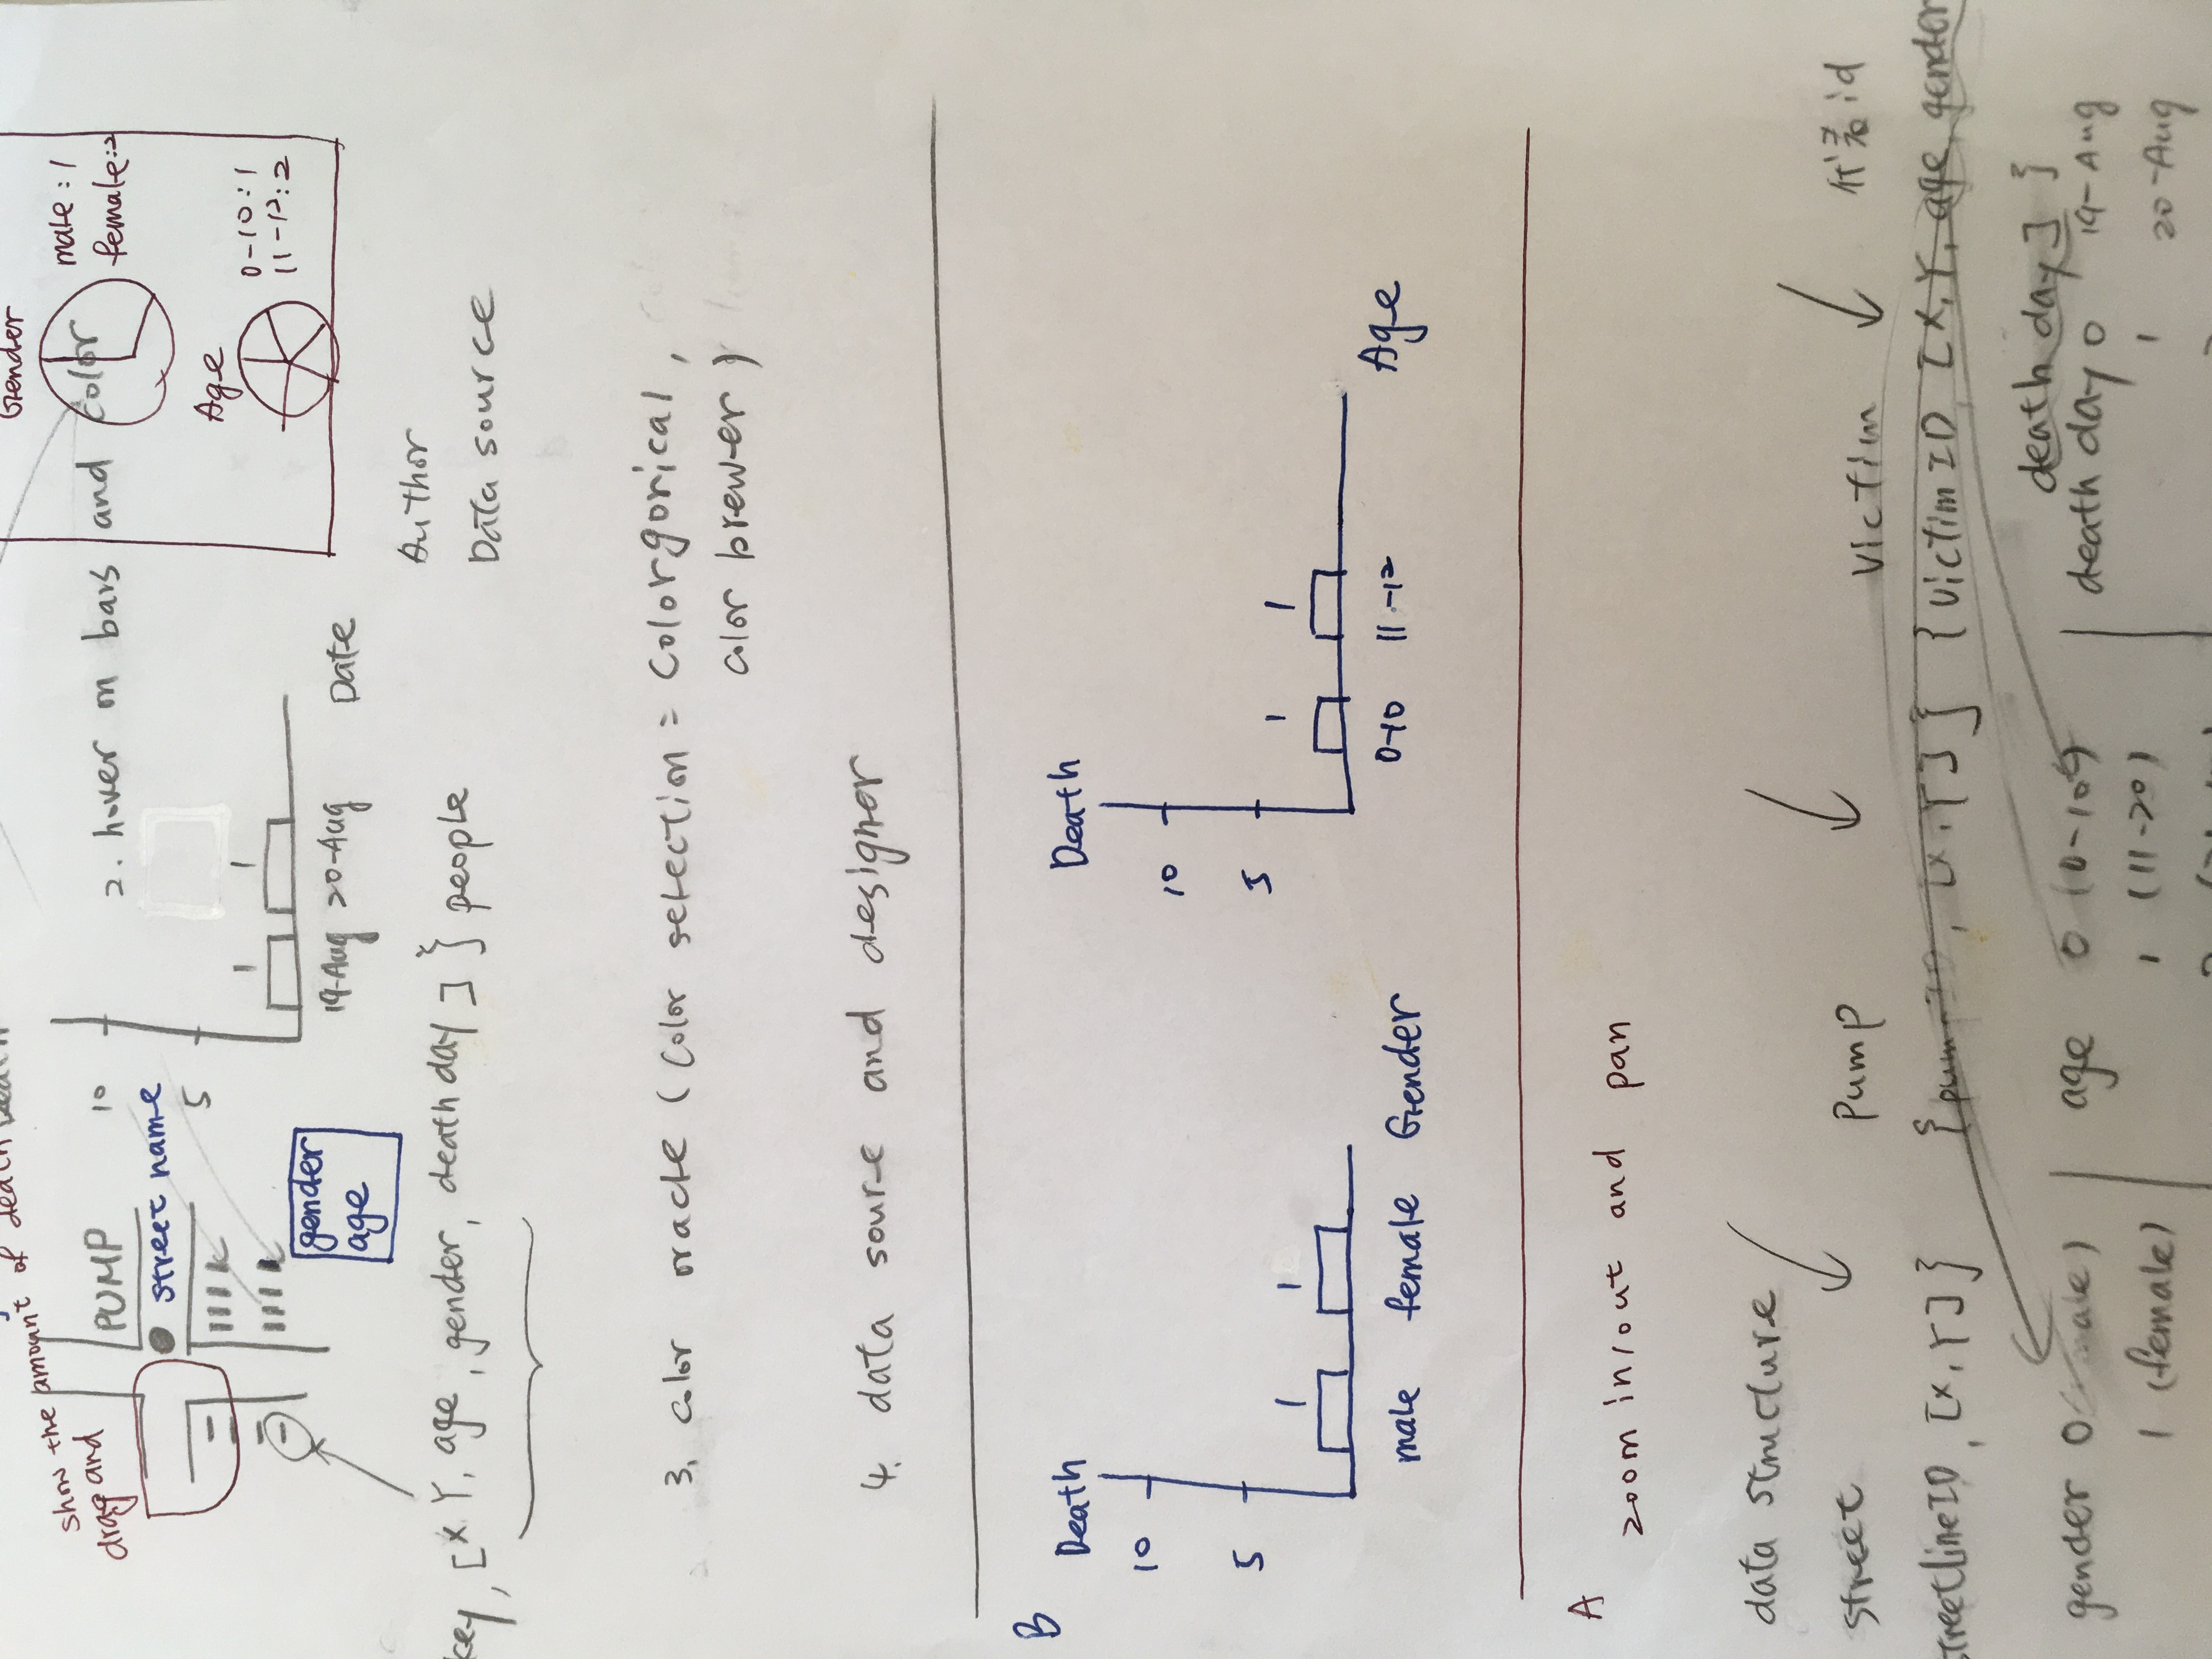 show the amount of death Death
drag and
PUMP
street name
gender
age
10
5
1
1
19-Aug 20-Aug Date
2. hover on bars and color
Gender
male : 1
female : 2
Age
0-10 : 1
11-12 : 2
key, [X Y, age, gender, death day ] } people
Author
Data source
3. color oracle ( color selection = Colorgorical ,
color brewer )
4. data source and designer
B
Death
10
5
1
1
male female Gender
Death
10
5
1
1
0-10 11-12 Age
A
zoom in/out and pan
data structure
street
Pump
Victim
代表 id
streetlineID, [X, Y] }
{ pumpID, [X, Y] }
{ VictimID, [X, Y, age, gender
death day ] }
gender 0 (male)
1 (female)
age 0 (0-10)
1 (11-20)
death day 0 19-Aug
1 20-Aug